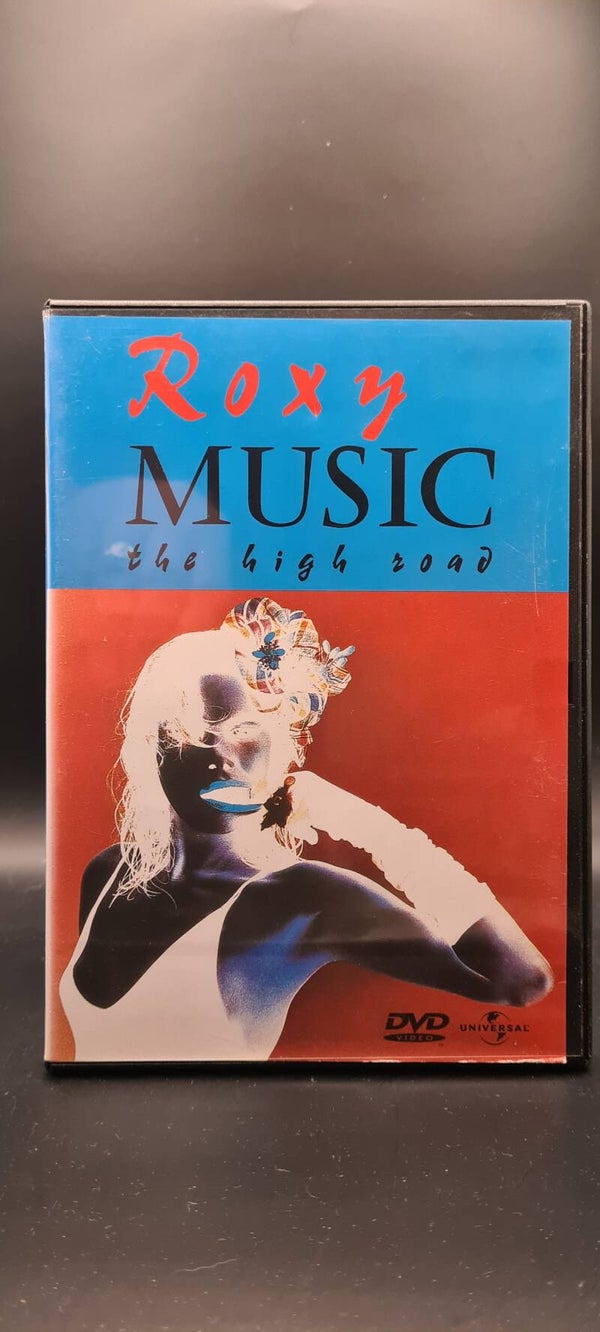 Roxy
MUSIC
the high road
DVD
VIDEO
UNIVERSAL